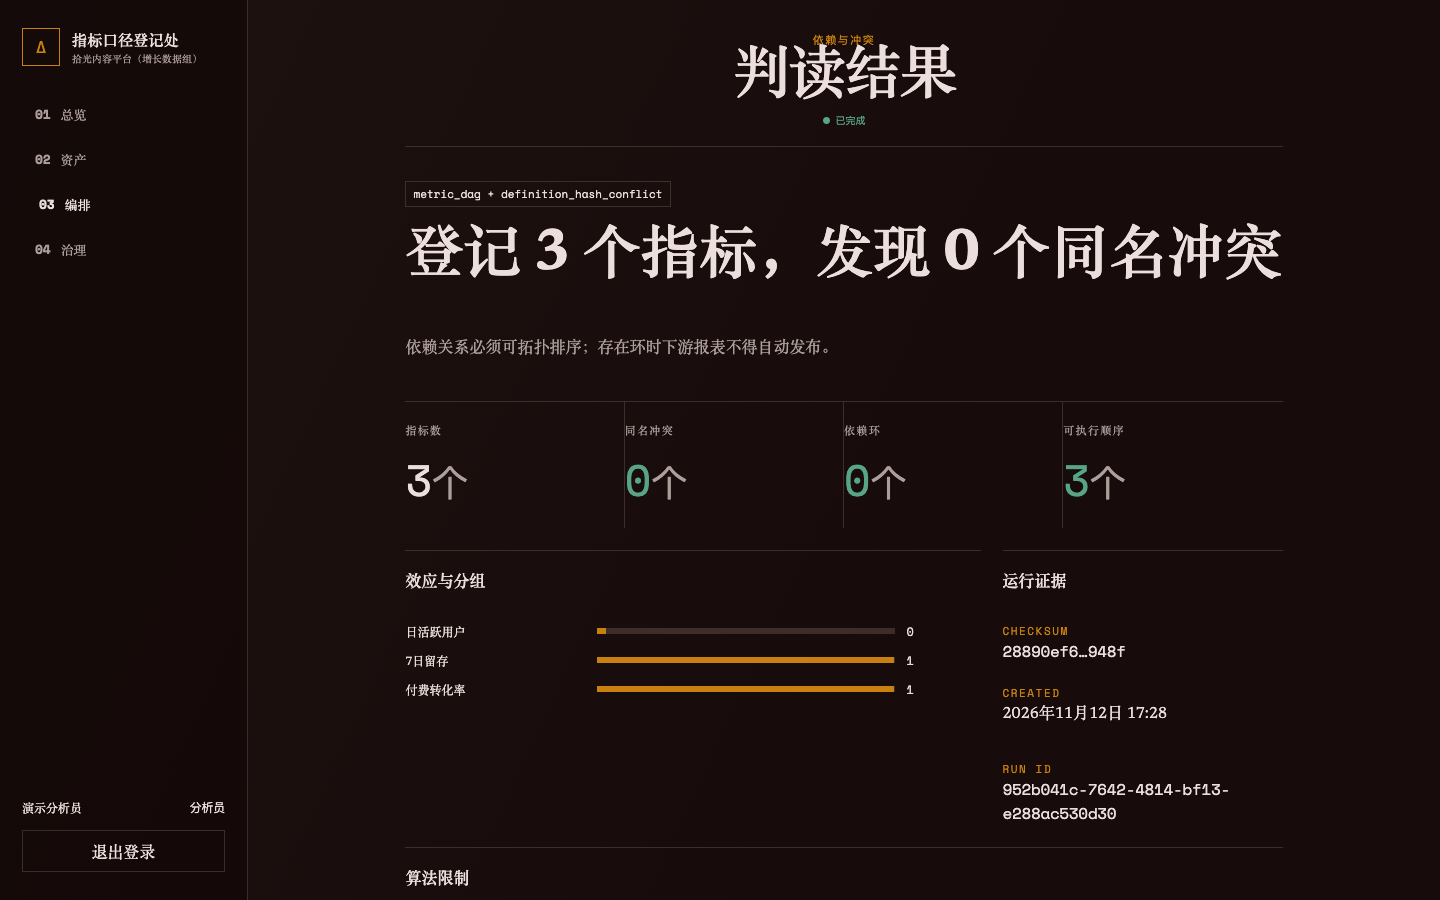 Δ
指标口径登记处
拾光内容平台（增长数据组）
01 总览
02 资产
03 编排
04 治理
演示分析员 分析员
退出登录
依赖与冲突
判读结果
已完成
metric_dag + definition_hash_conflict
登记 3 个指标，发现 0 个同名冲突
依赖关系必须可拓扑排序；存在环时下游报表不得自动发布。
指标数 同名冲突 依赖环 可执行顺序
3个 0个 0个 3个
效应与分组
日活跃用户 0
7日留存 1
付费转化率 1
运行证据
CHECKSUM
28890ef6…948f
CREATED
2026年11月12日 17:28
RUN ID
952b041c-7642-4814-bf13-
e288ac530d30
算法限制